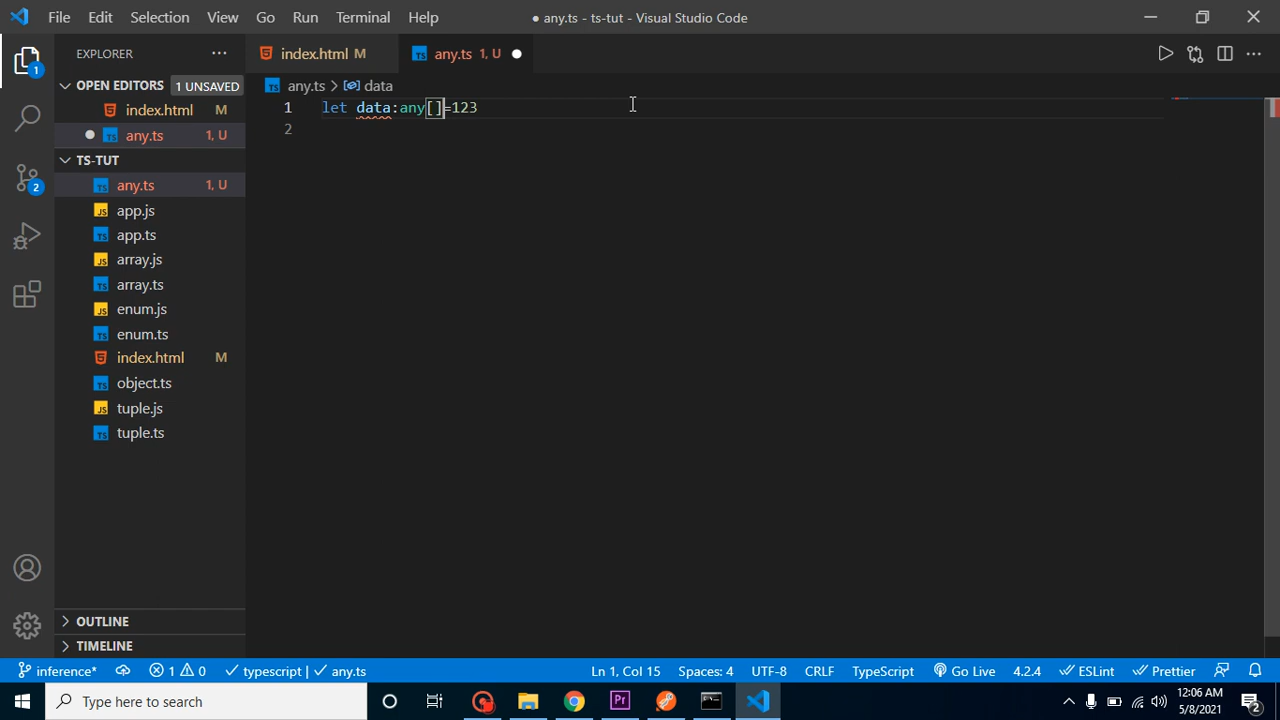 File Edit Selection View Go Run Terminal Help
● any.ts - ts-tut - Visual Studio Code
EXPLORER
index.html M
any.ts 1, U
OPEN EDITORS 1 UNSAVED
index.html M
any.ts 1, U
any.ts > data
1 let data:any[]=123
2
TS-TUT
any.ts 1, U
app.js
app.ts
array.js
array.ts
enum.js
enum.ts
index.html M
object.ts
tuple.js
tuple.ts
OUTLINE
TIMELINE
1
2
inference* 1 0 typescript | any.ts Ln 1, Col 15 Spaces: 4 UTF-8 CRLF TypeScript Go Live 4.2.4 ESLint Prettier
Type here to search
12:06 AM
5/8/2021
2